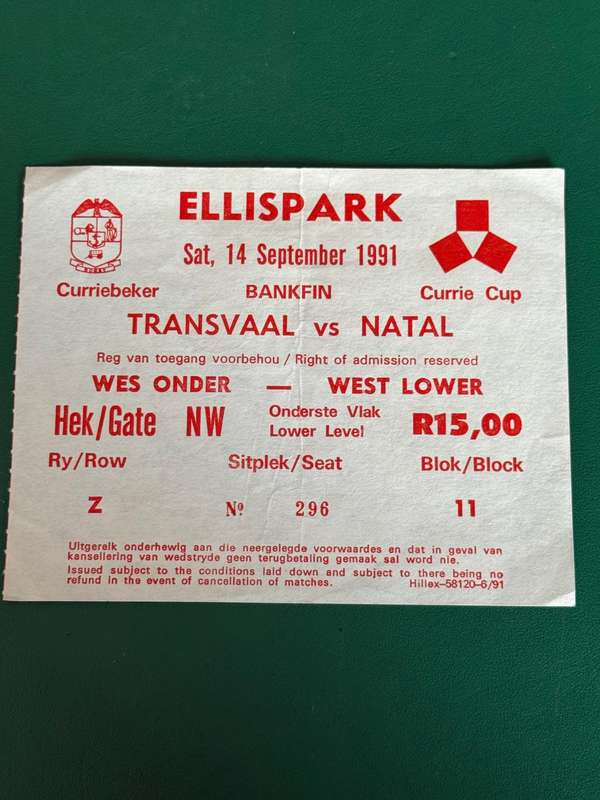 ELLISPARK
Sat, 14 September 1991
Curriebeker BANKFIN Currie Cup
TRANSVAAL vs NATAL
Reg van toegang voorbehou / Right of admission reserved
WES ONDER — WEST LOWER
Hek/Gate NW Onderste Vlak R15,00
Lower Level
Ry/Row Sitplek/Seat Blok/Block
Z Nº 296 11
Uitgereik onderhewig aan die neergelegde voorwaardes en dat in geval van
kansellering van wedstryde geen terugbetaling gemaak sal word nie.
Issued subject to the conditions laid down and subject to there being no
refund in the event of cancellation of matches. Hillex—58120—6/91